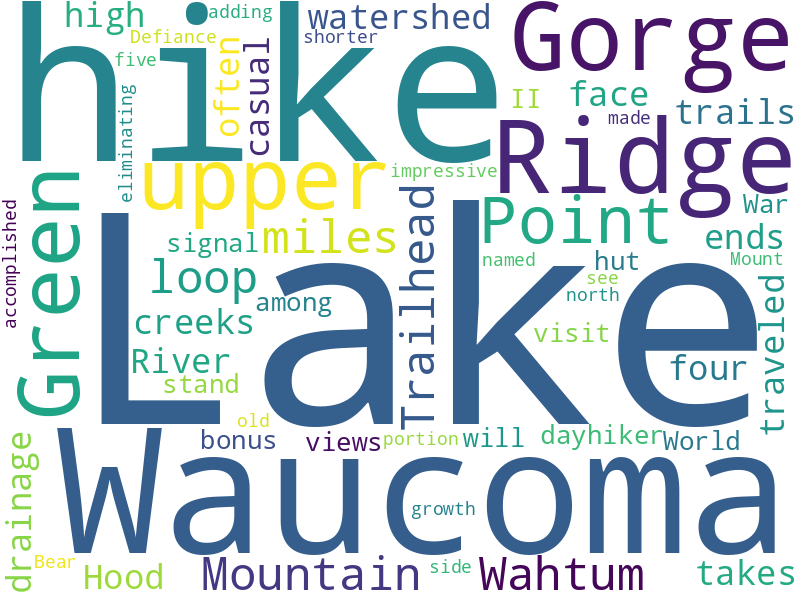 hike
high
adding
watershed
Gorge
Defiance
shorter
five
often
casual
II
face
trails
eliminating
made
Ridge
upper
impressive
Green
accomplished
Trailhead
Point
War
signal
miles
ends
loop
among
named
hut
see
Mount
north
Lake
creeks
visit
traveled
River
stand
four
old
bonus
views
portion
will
dayhiker
World
drainage
Waucoma
growth
Bear
Hood
Mountain
side
Wahtum
takes